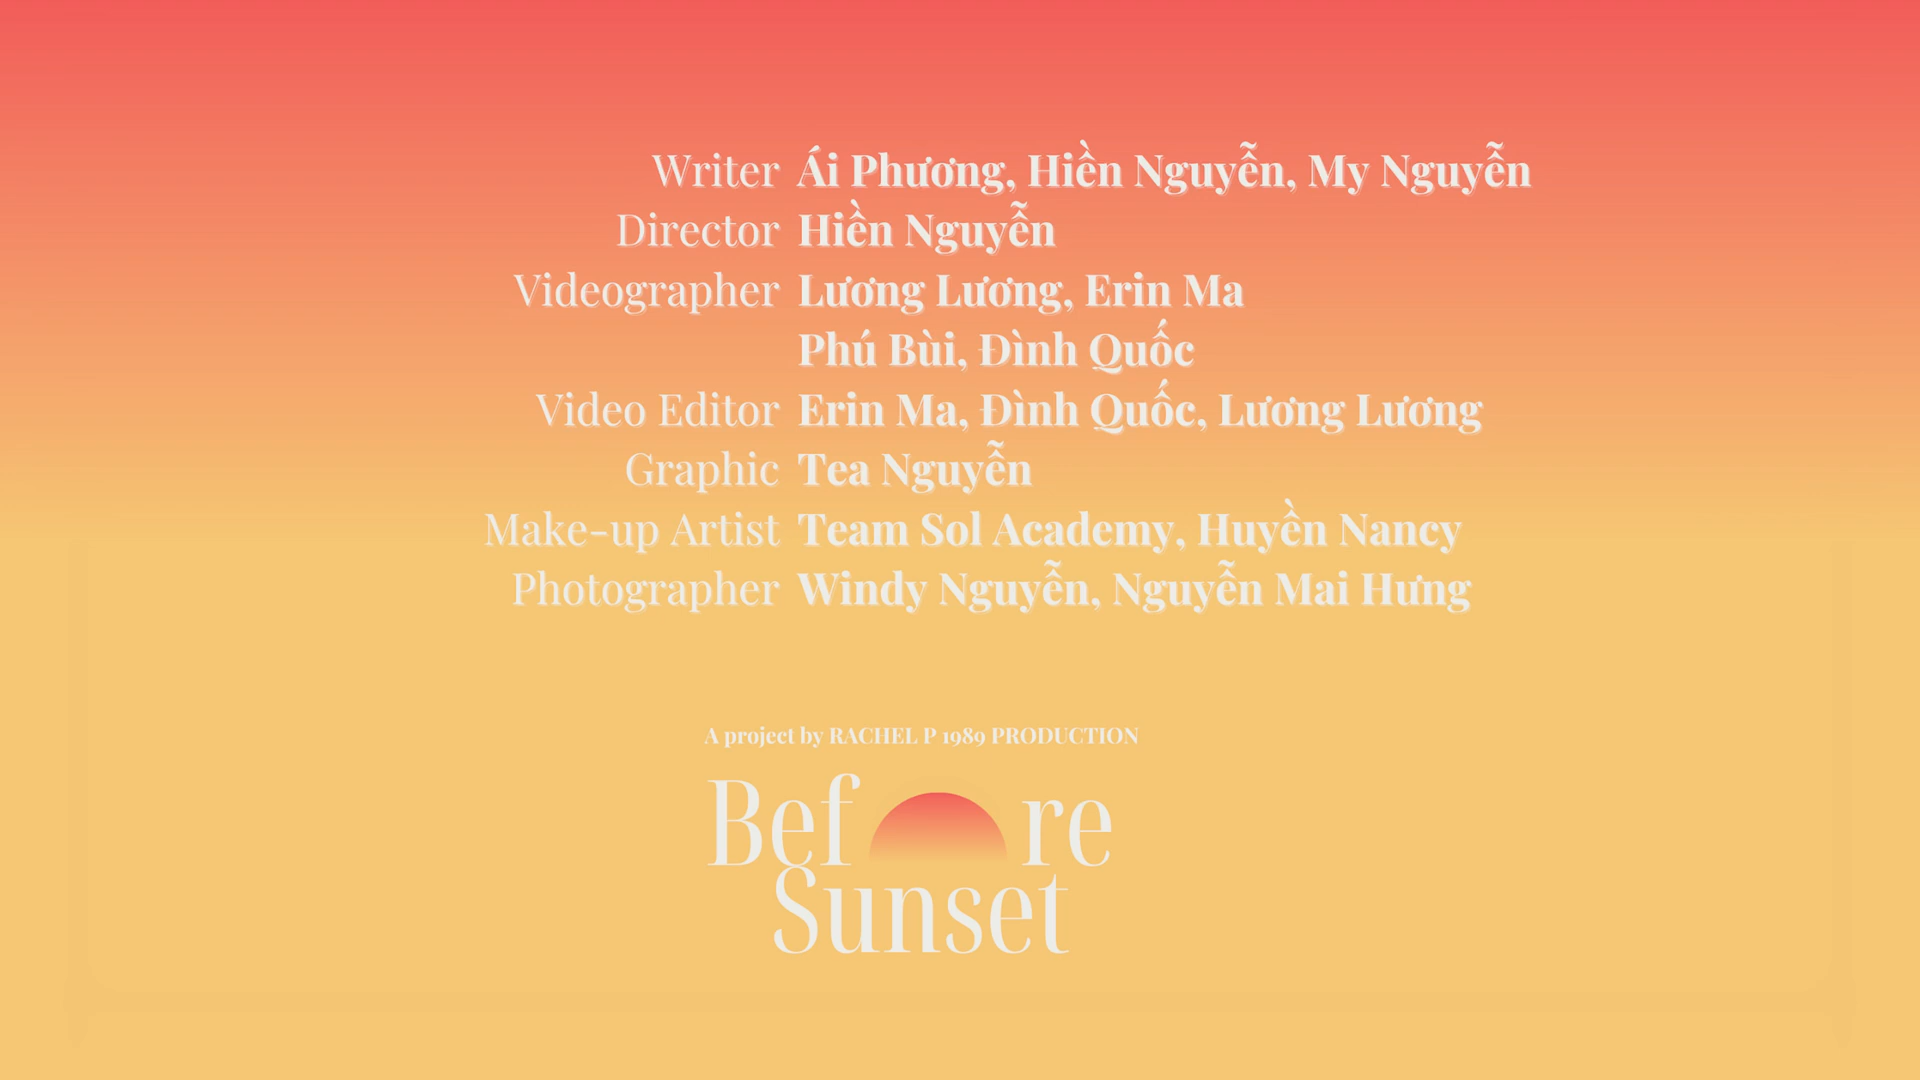 Writer Ái Phương, Hiền Nguyễn, My Nguyễn
Director Hiền Nguyễn
Videographer Lương Lương, Erin Ma
Phú Bùi, Đình Quốc
Video Editor Erin Ma, Đình Quốc, Lương Lương
Graphic Tea Nguyễn
Make-up Artist Team Sol Academy, Huyền Nancy
Photographer Windy Nguyễn, Nguyễn Mai Hưng
A project by RACHEL P 1989 PRODUCTION
Before
Sunset